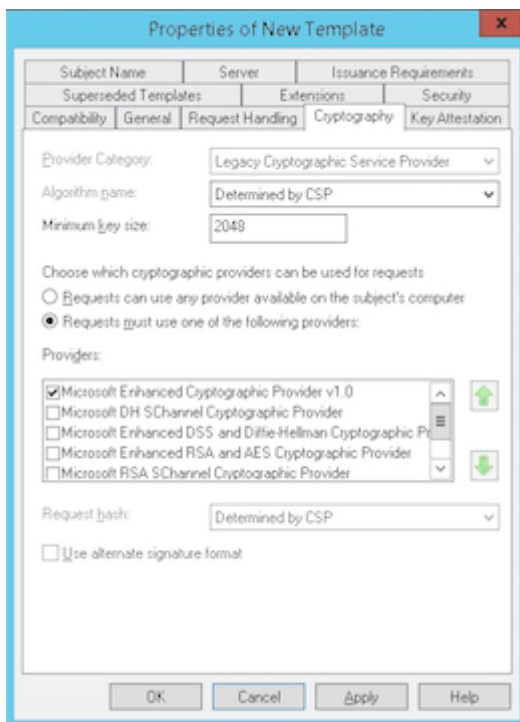 Properties of New Template
x
Subject Name Server Issuance Requirements
Superseded Templates Extensions Security
Compatibility General Request Handling Cryptography Key Attestation
Provider Category: Legacy Cryptographic Service Provider
Algorithm name: Determined by CSP
Minimum key size: 2048
Choose which cryptographic providers can be used for requests
Requests can use any provider available on the subject's computer
Requests must use one of the following providers:
Providers:
Microsoft Enhanced Cryptographic Provider v1.0
Microsoft DH SChannel Cryptographic Provider
Microsoft Enhanced DSS and Diffie-Hellman Cryptographic Pr
Microsoft Enhanced RSA and AES Cryptographic Provider
Microsoft RSA SChannel Cryptographic Provider
Request hash: Determined by CSP
Use alternate signature format
OK Cancel Apply Help